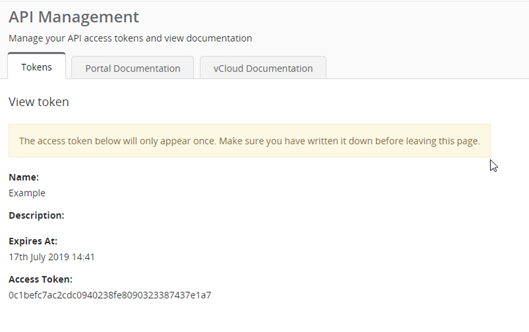 API Management
Manage your API access tokens and view documentation
Tokens
Portal Documentation
vCloud Documentation
View token
The access token below will only appear once. Make sure you have written it down before leaving this page.
Name:
Example
Description:
Expires At:
17th July 2019 14:41
Access Token:
0c1befc7ac2cdc0940238fe8090323387437e1a7